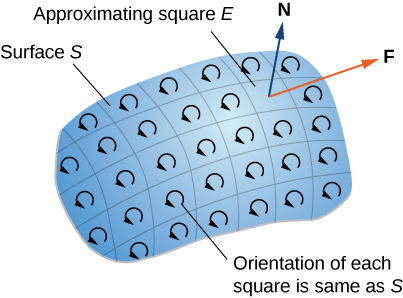 N
Approximating square E
Surface S
F
Orientation of each
square is same as S